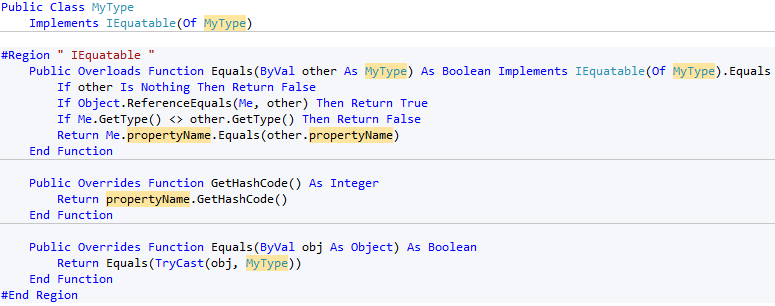 Public Class MyType
    Implements IEquatable(Of MyType)

#Region " IEquatable "
    Public Overloads Function Equals(ByVal other As MyType) As Boolean Implements IEquatable(Of MyType).Equals
        If other Is Nothing Then Return False
        If Object.ReferenceEquals(Me, other) Then Return True
        If Me.GetType() <> other.GetType() Then Return False
        Return Me.propertyName.Equals(other.propertyName)
    End Function

    Public Overrides Function GetHashCode() As Integer
        Return propertyName.GetHashCode()
    End Function

    Public Overrides Function Equals(ByVal obj As Object) As Boolean
        Return Equals(TryCast(obj, MyType))
    End Function
#End Region